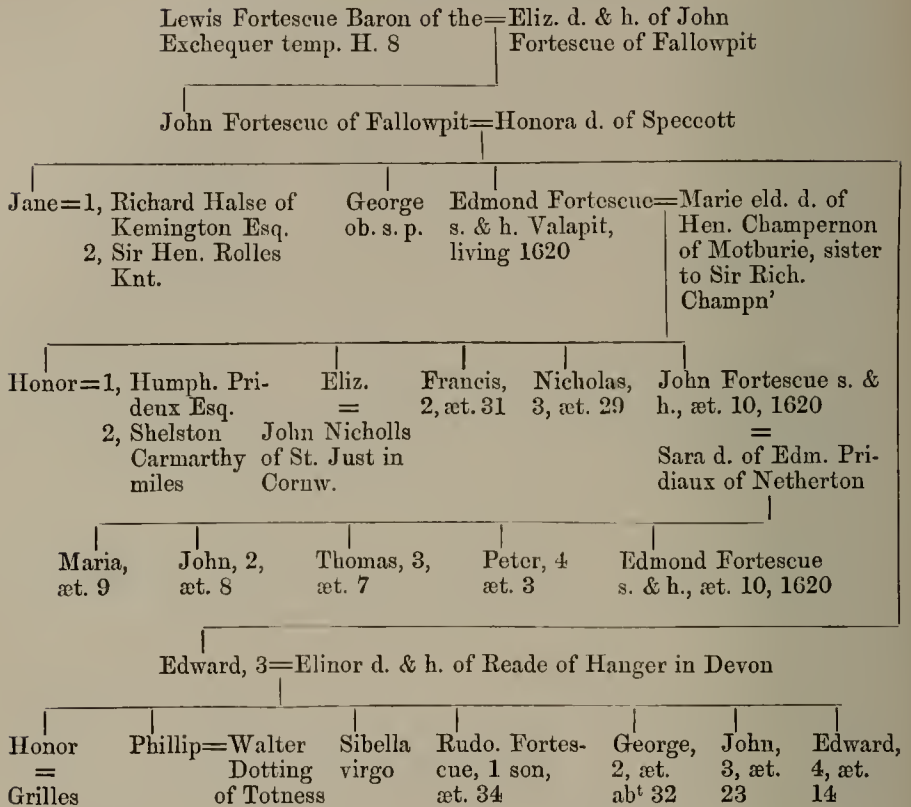 Lewis Fortescue Baron of the=Eliz. d. & h. of John
Exchequer temp. H. 8 Fortescue of Fallowpit
John Fortescue of Fallowpit=Honora d. of Speccott
Jane=1, Richard Halse of
Kemington Esq.
2, Sir Hen. Rolles
Knt.
George
ob. s. p.
Edmond Fortescue=Marie eld. d. of
s. & h. Valapit,
living 1620
Hen. Champernon
of Motburie, sister
to Sir Rich.
Champn'
Honor=1, Humph. Pri-
deux Esq.
2, Shelston
Carmarthy
miles
Eliz.
=
John Nicholls
of St. Just in
Cornw.
Francis,
2, æt. 31
Nicholas,
3, æt. 29
John Fortescue s. &
h., æt. 10, 1620
=
Sara d. of Edm. Pri-
diaux of Netherton
Maria,
æt. 9
John, 2,
æt. 8
Thomas, 3,
æt. 7
Peter, 4
æt. 3
Edmond Fortescue
s. & h., æt. 10, 1620
Edward, 3=Elinor d. & h. of Reade of Hanger in Devon
Honor
=
Grilles
Phillip=Walter
Dotting
of Totness
Sibella
virgo
Rudo. Fortes-
cue, 1 son,
æt. 34
George,
2, æt.
abᵗ 32
John,
3, æt.
23
Edward,
4, æt.
14